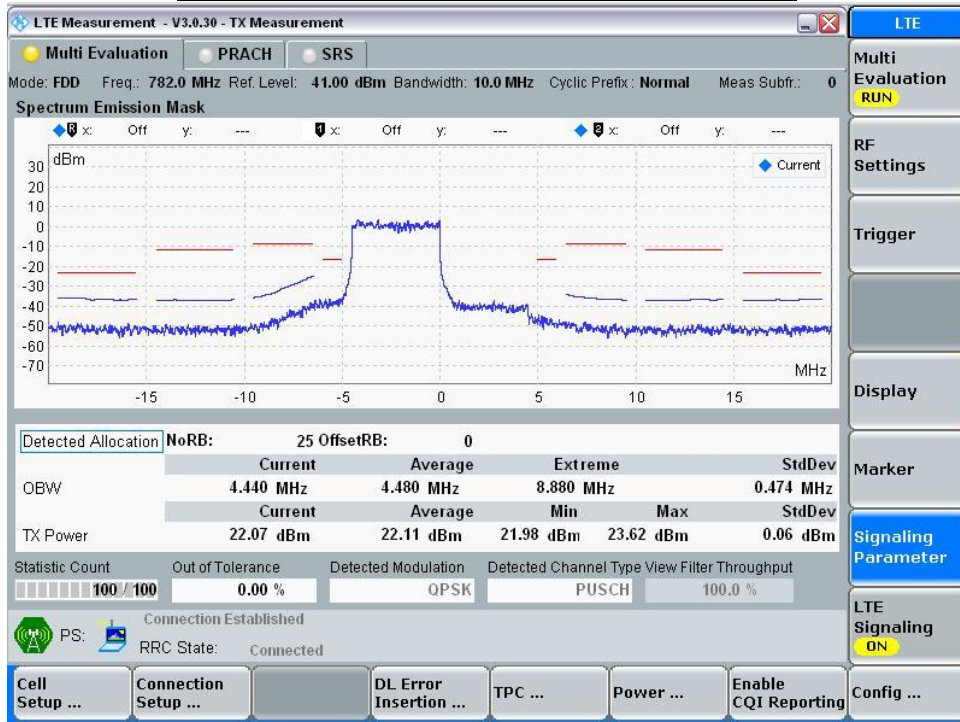 LTE Measurement - V3.0.30 - TX Measurement
LTE
Multi Evaluation PRACH SRS
Multi Evaluation RUN
Mode: FDD Freq.: 782.0 MHz Ref. Level: 41.00 dBm Bandwidth: 10.0 MHz Cyclic Prefix: Normal Meas Subfr.: 0
Spectrum Emission Mask
R x: Off y: --- 1 x: Off y: --- 2 x: Off y: ---
dBm
Current
30
20
10
0
-10
-20
-30
-40
-50
-60
-70
MHz
-15 -10 -5 0 5 10 15
RF Settings
Trigger
Display
Marker
Signaling Parameter
LTE Signaling ON
Detected Allocation NoRB: 25 OffsetRB: 0
Current Average Extreme StdDev
OBW 4.440 MHz 4.480 MHz 8.880 MHz 0.474 MHz
Current Average Min Max StdDev
TX Power 22.07 dBm 22.11 dBm 21.98 dBm 23.62 dBm 0.06 dBm
Statistic Count Out of Tolerance Detected Modulation Detected Channel Type View Filter Throughput
100 / 100 0.00 % QPSK PUSCH 100.0 %
PS: Connection Established
RRC State: Connected
Cell Setup ...
Connection Setup ...
DL Error Insertion ...
TPC ...
Power ...
Enable CQI Reporting
Config ...